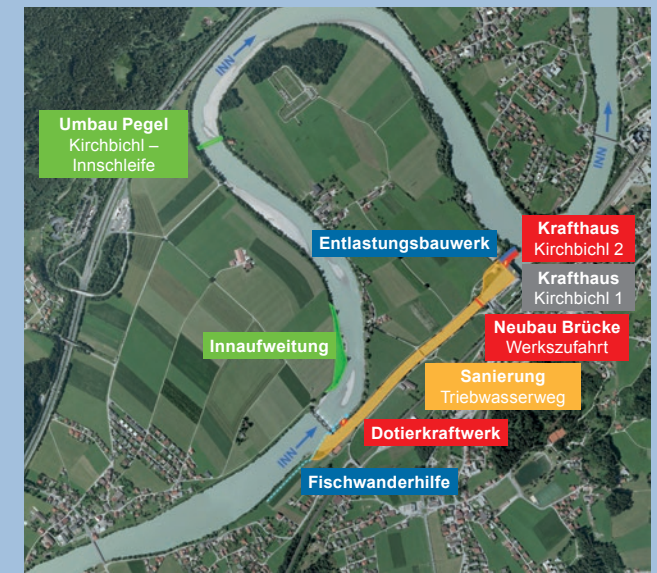 INN
Umbau Pegel
Kirchbichl –
Innschleife
INN
Entlastungsbauwerk
Krafthaus
Kirchbichl 2
Krafthaus
Kirchbichl 1
Neubau Brücke
Werkszufahrt
Innaufweitung
Sanierung
Triebwasserweg
Dotierkraftwerk
INN
Fischwanderhilfe